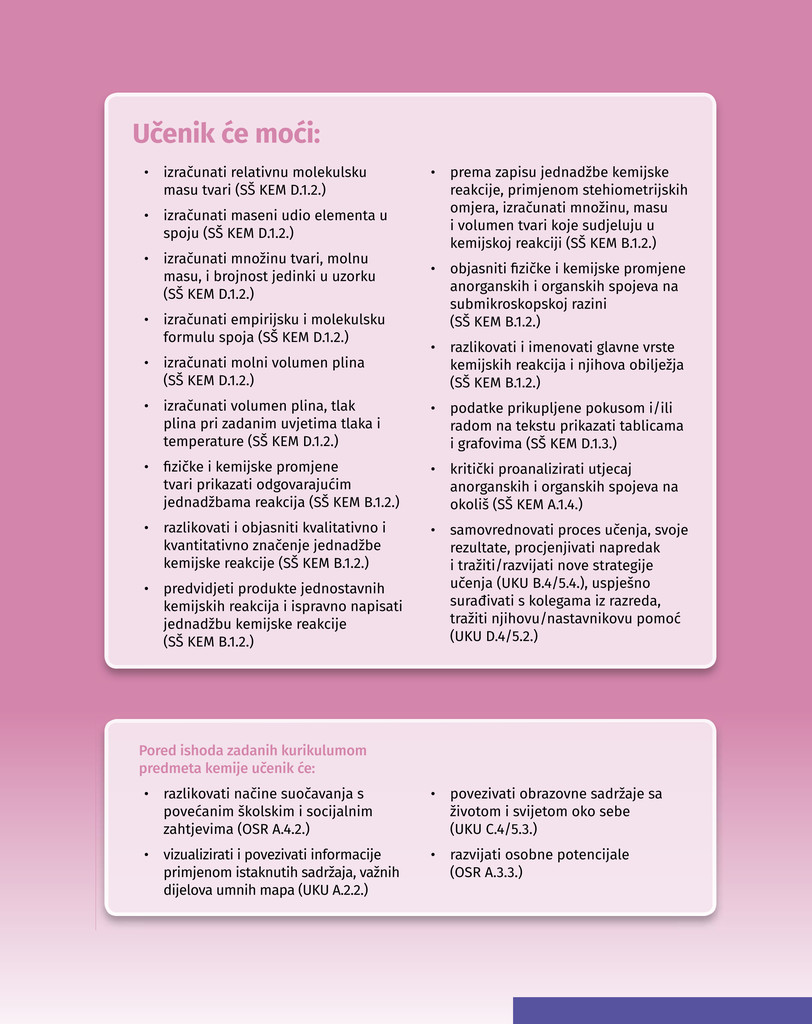 Učenik će moći:
• izračunati relativnu molekulsku
masu tvari (SŠ KEM D.1.2.)
• izračunati maseni udio elementa u
spoju (SŠ KEM D.1.2.)
• izračunati množinu tvari, molnu
masu, i brojnost jedinki u uzorku
(SŠ KEM D.1.2.)
• izračunati empirijsku i molekulsku
formulu spoja (SŠ KEM D.1.2.)
• izračunati molni volumen plina
(SŠ KEM D.1.2.)
• izračunati volumen plina, tlak
plina pri zadanim uvjetima tlaka i
temperature (SŠ KEM D.1.2.)
• fizičke i kemijske promjene
tvari prikazati odgovarajućim
jednadžbama reakcija (SŠ KEM B.1.2.)
• razlikovati i objasniti kvalitativno i
kvantitativno značenje jednadžbe
kemijske reakcije (SŠ KEM B.1.2.)
• predvidjeti produkte jednostavnih
kemijskih reakcija i ispravno napisati
jednadžbu kemijske reakcije
(SŠ KEM B.1.2.)
• prema zapisu jednadžbe kemijske
reakcije, primjenom stehiometrijskih
omjera, izračunati množinu, masu
i volumen tvari koje sudjeluju u
kemijskoj reakciji (SŠ KEM B.1.2.)
• objasniti fizičke i kemijske promjene
anorganskih i organskih spojeva na
submikroskopskoj razini
(SŠ KEM B.1.2.)
• razlikovati i imenovati glavne vrste
kemijskih reakcija i njihova obilježja
(SŠ KEM B.1.2.)
• podatke prikupljene pokusom i/ili
radom na tekstu prikazati tablicama
i grafovima (SŠ KEM D.1.3.)
• kritički proanalizirati utjecaj
anorganskih i organskih spojeva na
okoliš (SŠ KEM A.1.4.)
• samovrednovati proces učenja, svoje
rezultate, procjenjivati napredak
i tražiti/razvijati nove strategije
učenja (UKU B.4/5.4.), uspješno
surađivati s kolegama iz razreda,
tražiti njihovu/nastavnikovu pomoć
(UKU D.4/5.2.)
Pored ishoda zadanih kurikulumom
predmeta kemije učenik će:
• razlikovati načine suočavanja s
povećanim školskim i socijalnim
zahtjevima (OSR A.4.2.)
• vizualizirati i povezivati informacije
primjenom istaknutih sadržaja, važnih
dijelova umnih mapa (UKU A.2.2.)
• povezivati obrazovne sadržaje sa
životom i svijetom oko sebe
(UKU C.4/5.3.)
• razvijati osobne potencijale
(OSR A.3.3.)